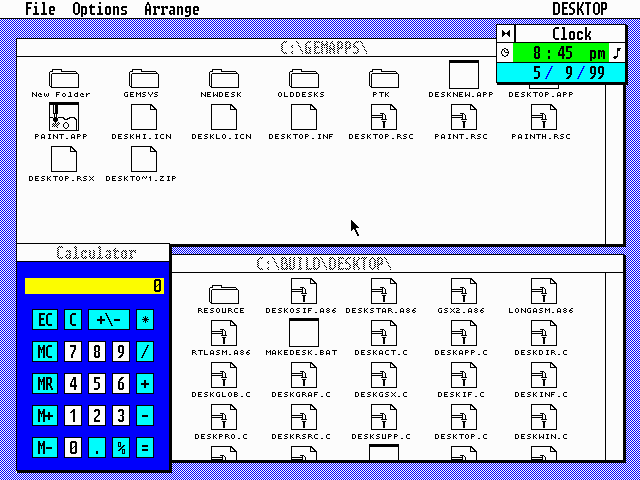 File Options Arrange DESKTOP
Clock
8:45 pm
5/ 9/99
C:\GEMAPPS\
New Folder GEMSYS NEWDESK OLDDESKS PTK DESKNEW.APP DESKTOP.APP
PAINT.APP DESKHI.ICN DESKLO.ICN DESKTOP.INF DESKTOP.RSC PAINT.RSC PAINTH.RSC
DESKTOP.RSX DESKTO~1.ZIP
Calculator
0
EC C +\- *
MC 7 8 9 /
MR 4 5 6 +
M+ 1 2 3 -
M- 0 . % =
C:\BUILD\DESKTOP\
RESOURCE DESKOSIF.A86 DESKSTAR.A86 GSX2.A86 LONGASM.A86
RTLASM.A86 MAKEDESK.BAT DESKACT.C DESKAPP.C DESKDIR.C
DESKGLOB.C DESKGRAF.C DESKGSX.C DESKIF.C DESKINF.C
DESKPRO.C DESKRSRC.C DESKSUPP.C DESKTOP.C DESKWIN.C